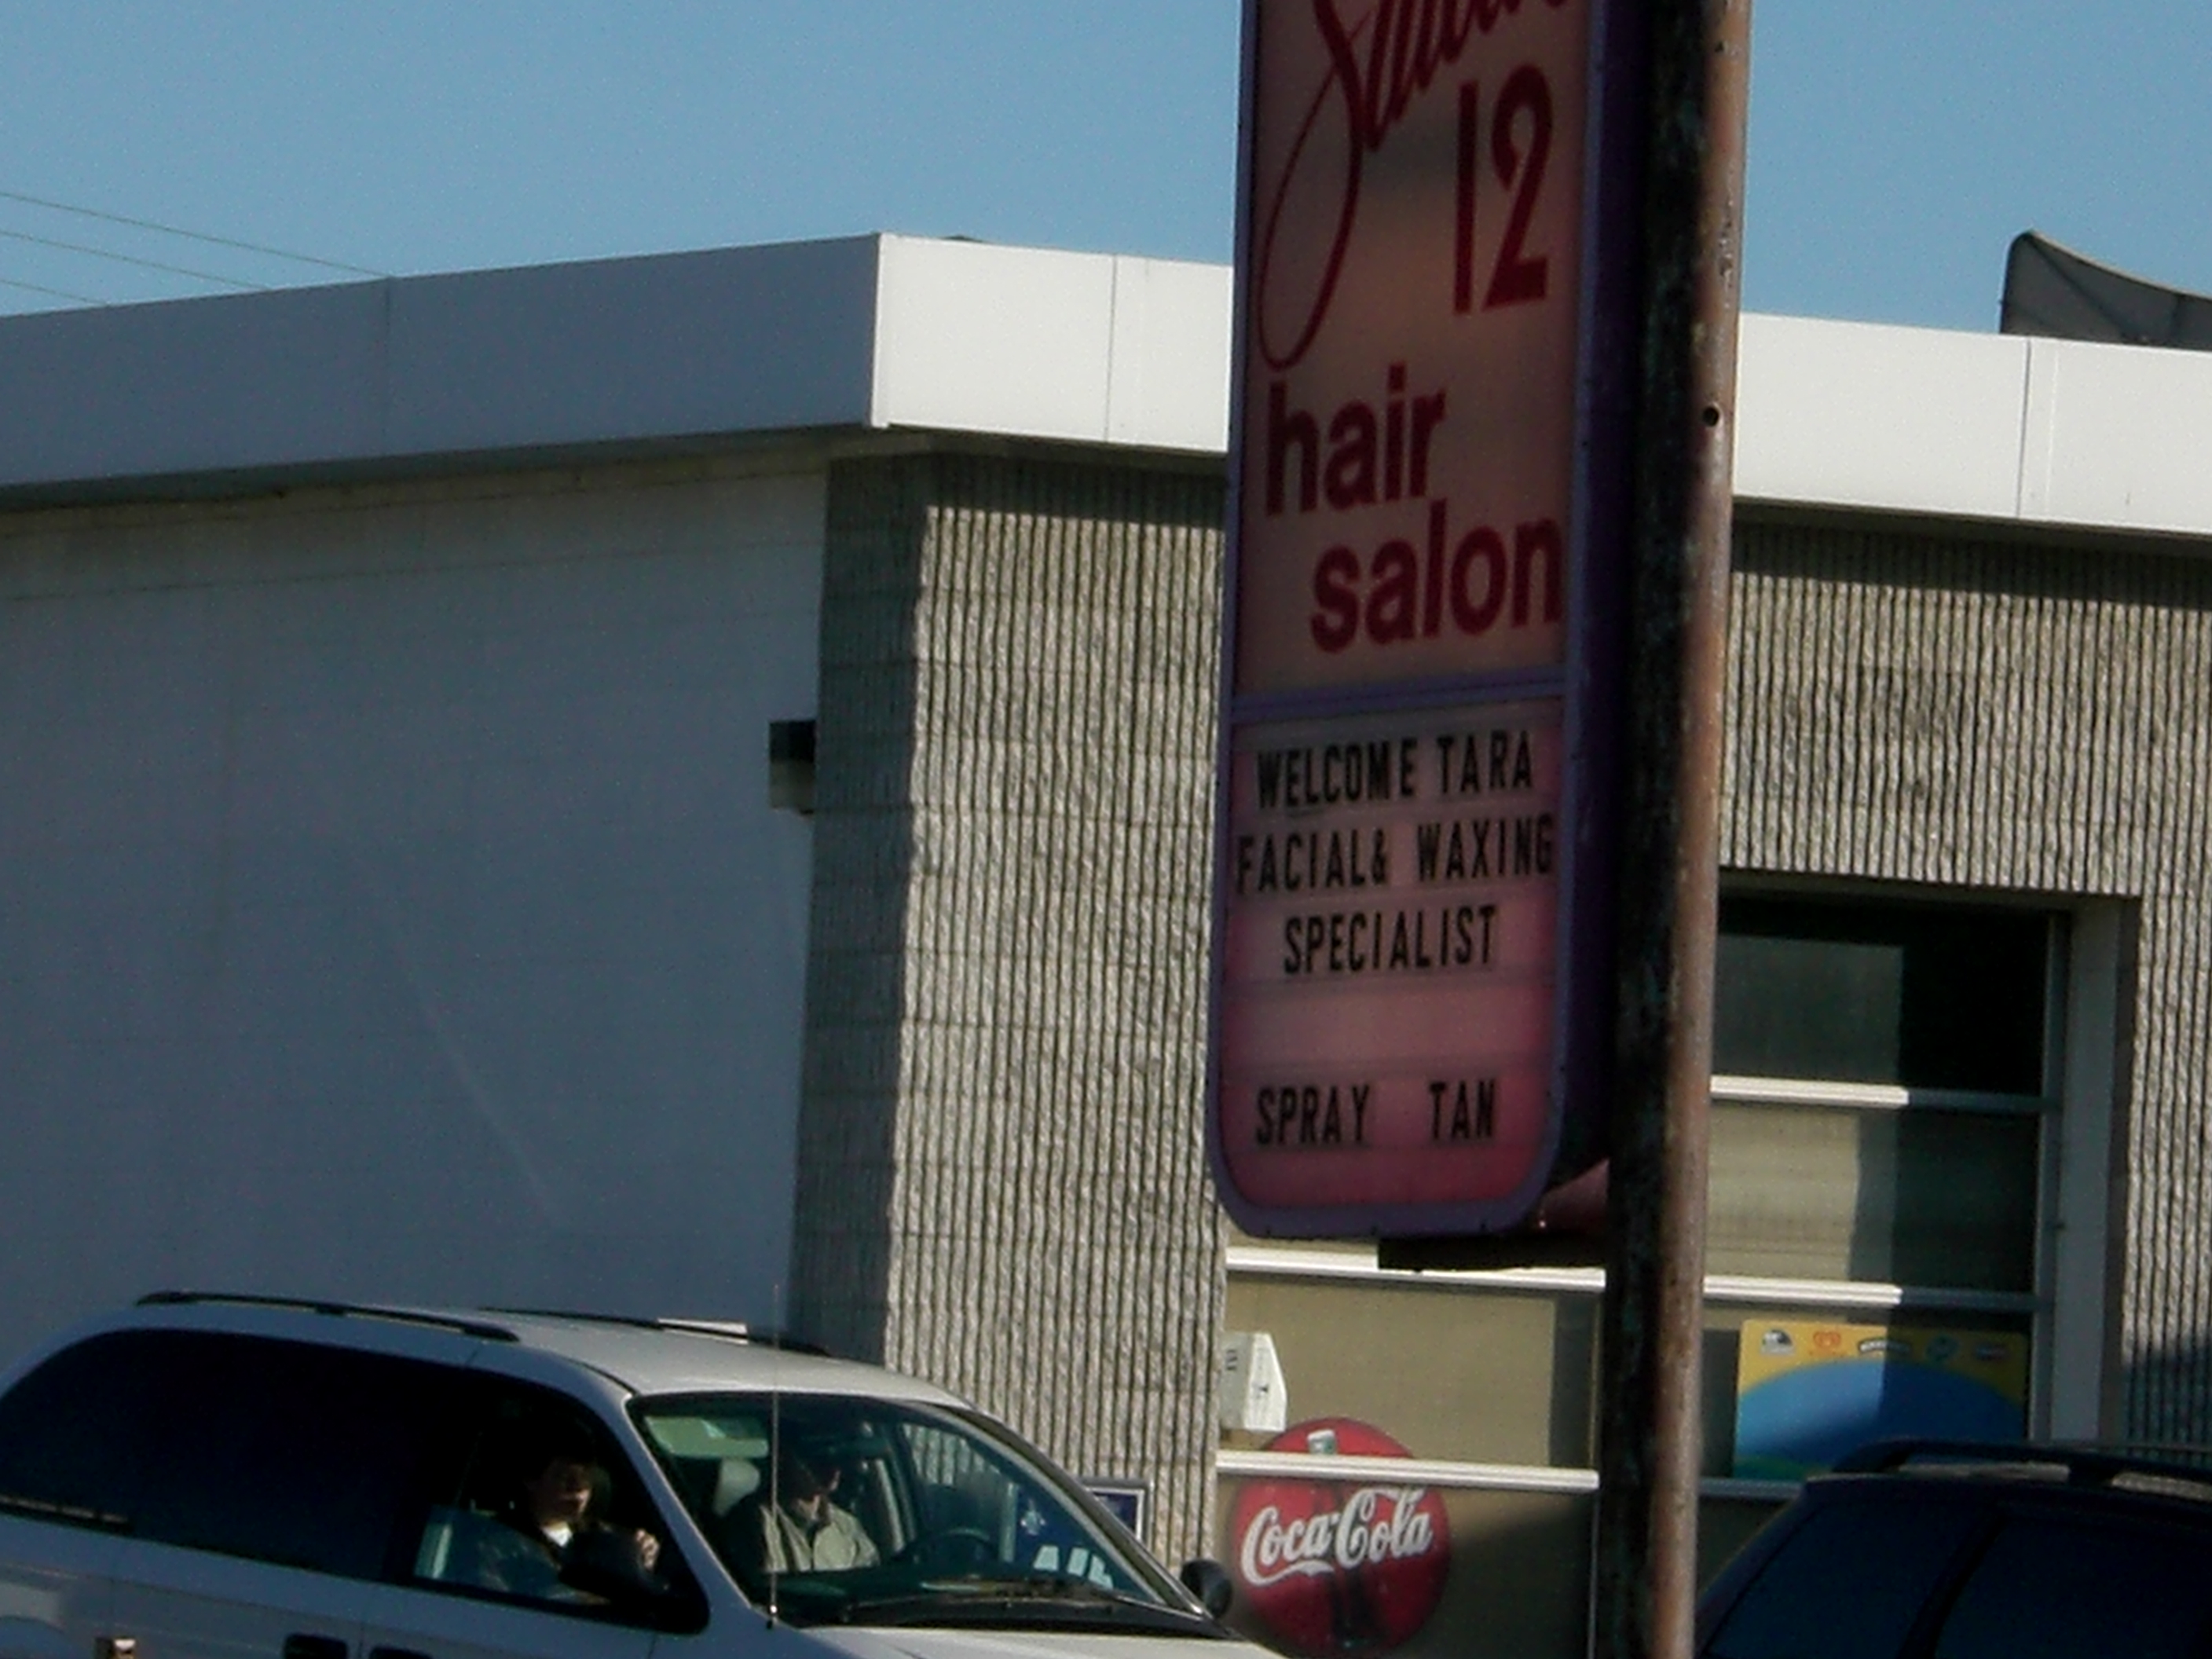 12
hair
salon
WELCOME TARA
FACIAL& WAXING
SPECIALIST
SPRAY TAN
Coca-Cola